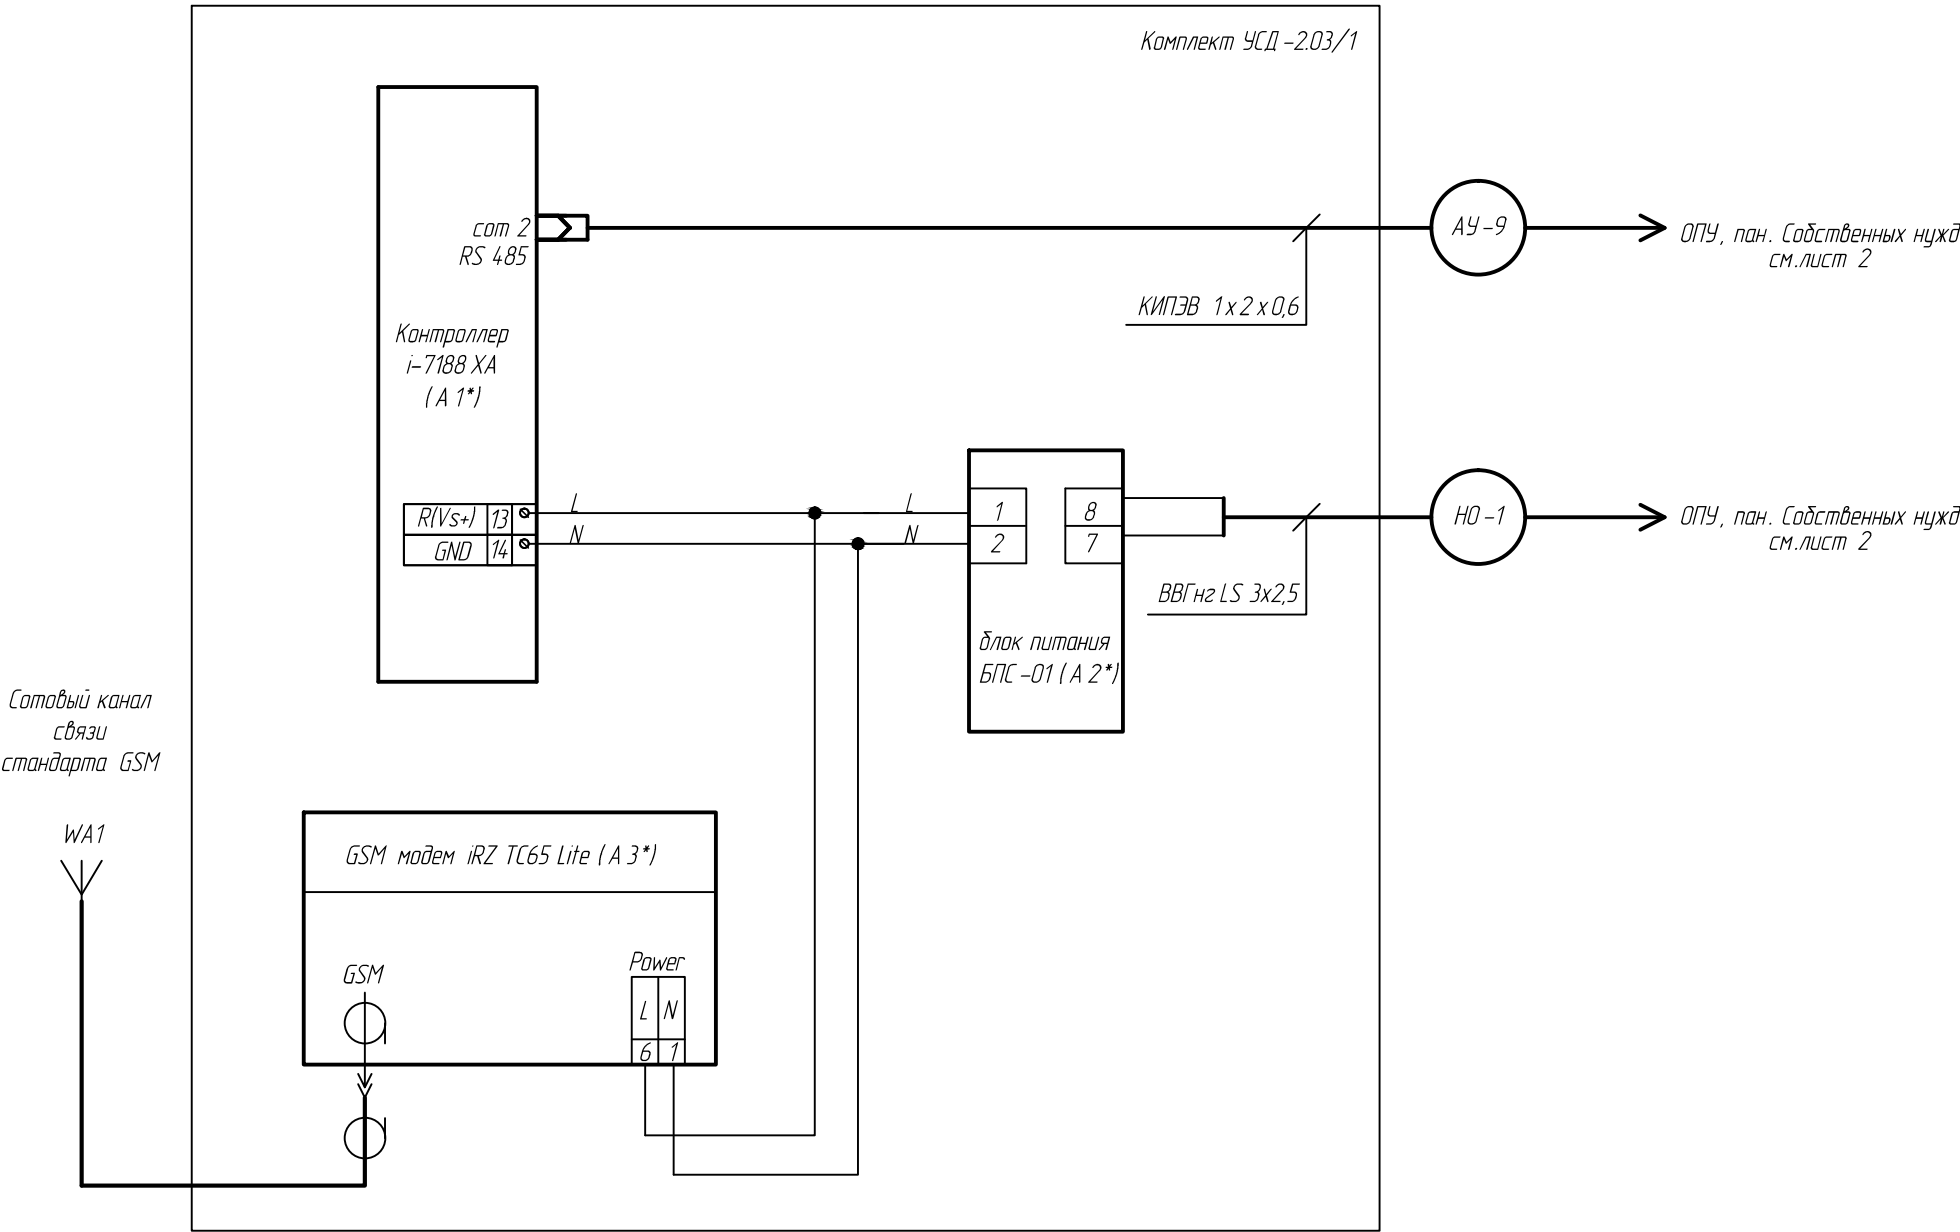 Комплект УСД-2.03/1
com 2
RS 485
Контроллер
i-7188 XA
(A 1*)
R(Vs+) 13
GND 14
L
N
L
N
1
2
8
7
блок питания
БПС-01 (A 2*)
КИПЭВ 1x2x0,6
АУ-9
ОПУ, пан. Собственных нужд
см.лист 2
ВВГнг LS 3x2,5
НО-1
ОПУ, пан. Собственных нужд
см.лист 2
Сотовый канал
связи
стандарта GSM
WA1
GSM модем iRZ TC65 Lite (A 3*)
GSM
Power
L N
6 1